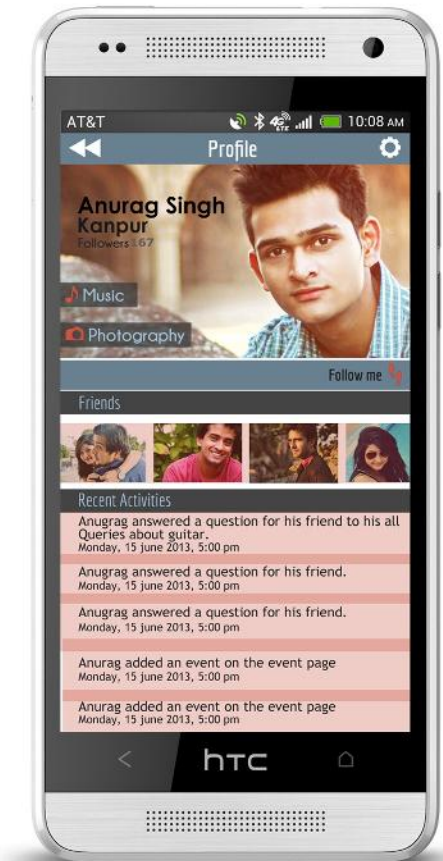 AT&T 4G LTE 10:08 AM
Profile
Anurag Singh
Kanpur
Followers 167
Music
Photography
Follow me
Friends
Recent Activities
Anugrag answered a question for his friend to his all
Queries about guitar.
Monday, 15 june 2013, 5:00 pm
Anugrag answered a question for his friend.
Monday, 15 june 2013, 5:00 pm
Anugrag answered a question for his friend.
Monday, 15 june 2013, 5:00 pm
Anurag added an event on the event page
Monday, 15 june 2013, 5:00 pm
Anurag added an event on the event page
Monday, 15 june 2013, 5:00 pm
hTC